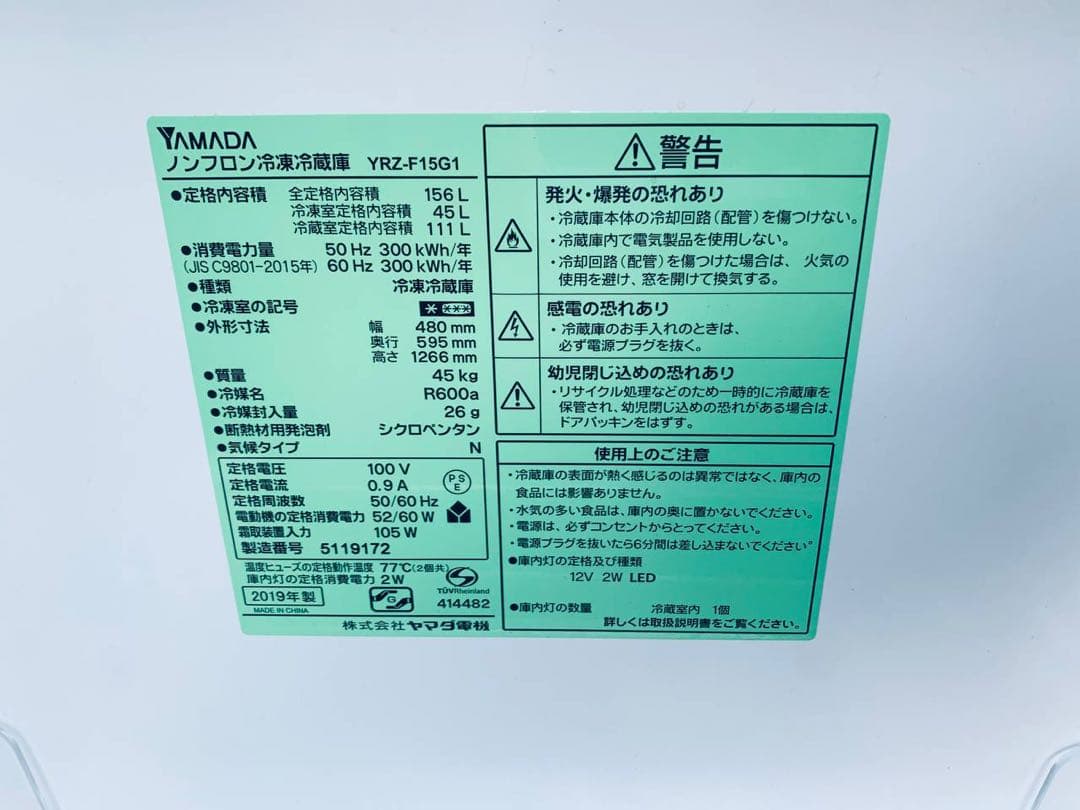 YAMADA
ノンフロン冷凍冷蔵庫 YRZ-F15G1
●定格内容積 全定格内容積 156 L
冷凍室定格内容積 45 L
冷蔵室定格内容積 111 L
●消費電力量 50 Hz 300 kWh/年
(JIS C9801-2015年) 60 Hz 300 kWh/年
●種類 冷凍冷蔵庫
●冷凍室の記号
●外形寸法 幅 480 mm
奥行 595 mm
高さ 1266 mm
●質量 45 kg
●冷媒名 R600a
●冷媒封入量 26 g
●断熱材用発泡剤 シクロペンタン
●気候タイプ N
定格電圧 100 V
定格電流 0.9 A
定格周波数 50/60 Hz
電動機の定格消費電力 52/60 W
霜取装置入力 105 W
製造番号 5119172
PS
E
温度ヒューズの定格動作温度 77℃(2個共)
庫内灯の定格消費電力 2W
2019年製
MADE IN CHINA
G
TÜVRheinland
414482
株式会社ヤマダ電機
警告
発火・爆発の恐れあり
・冷蔵庫本体の冷却回路(配管)を傷つけない。
・冷蔵庫内で電気製品を使用しない。
・冷却回路(配管)を傷つけた場合は、火気の
使用を避け、窓を開けて換気する。
感電の恐れあり
・冷蔵庫のお手入れのときは、
必ず電源プラグを抜く。
幼児閉じ込めの恐れあり
・リサイクル処理などのため一時的に冷蔵庫を
保管され、幼児閉じ込めの恐れがある場合は、
ドアパッキンをはずす。
使用上のご注意
・冷蔵庫の表面が熱く感じるのは異常ではなく、庫内の
食品には影響ありません。
・水気の多い食品は、庫内の奥に置かないでください。
・電源は、必ずコンセントからとってください。
・電源プラグを抜いたら6分間は差し込まないでください。
●庫内灯の定格及び種類
12V 2W LED
●庫内灯の数量 冷蔵室内 1個
詳しくは取扱説明書をご覧ください。